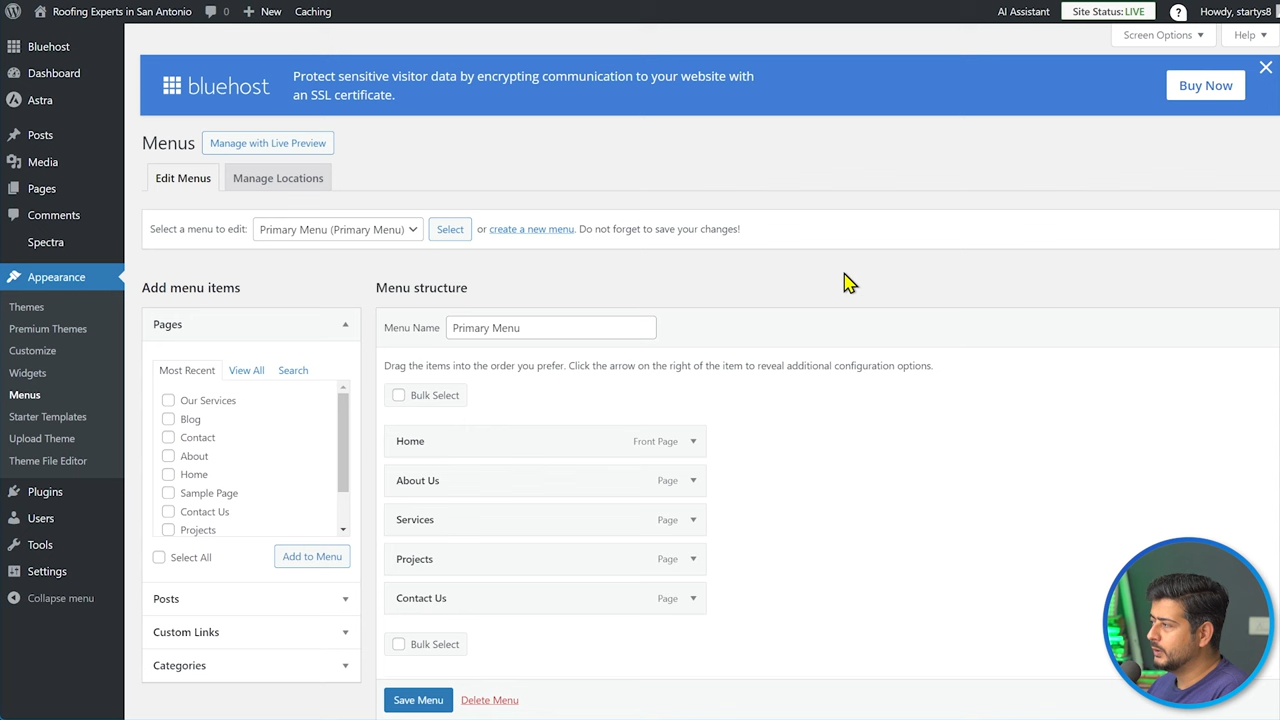 Roofing Experts in San Antonio 0 + New Caching AI Assistant Site Status: LIVE ? Howdy, startys8
Screen Options Help
bluehost
Protect sensitive visitor data by encrypting communication to your website with
an SSL certificate.
Buy Now
Bluehost
Dashboard
Astra
Posts
Media
Pages
Comments
Spectra
Appearance
Themes
Premium Themes
Customize
Widgets
Menus
Starter Templates
Upload Theme
Theme File Editor
Plugins
Users
Tools
Settings
Collapse menu
Menus Manage with Live Preview
Edit Menus Manage Locations
Select a menu to edit: Primary Menu (Primary Menu) Select or create a new menu. Do not forget to save your changes!
Add menu items
Pages
Most Recent View All Search
Our Services
Blog
Contact
About
Home
Sample Page
Contact Us
Projects
Select All Add to Menu
Posts
Custom Links
Categories
Menu structure
Menu Name Primary Menu
Drag the items into the order you prefer. Click the arrow on the right of the item to reveal additional configuration options.
Bulk Select
Home Front Page
About Us Page
Services Page
Projects Page
Contact Us Page
Bulk Select
Save Menu Delete Menu